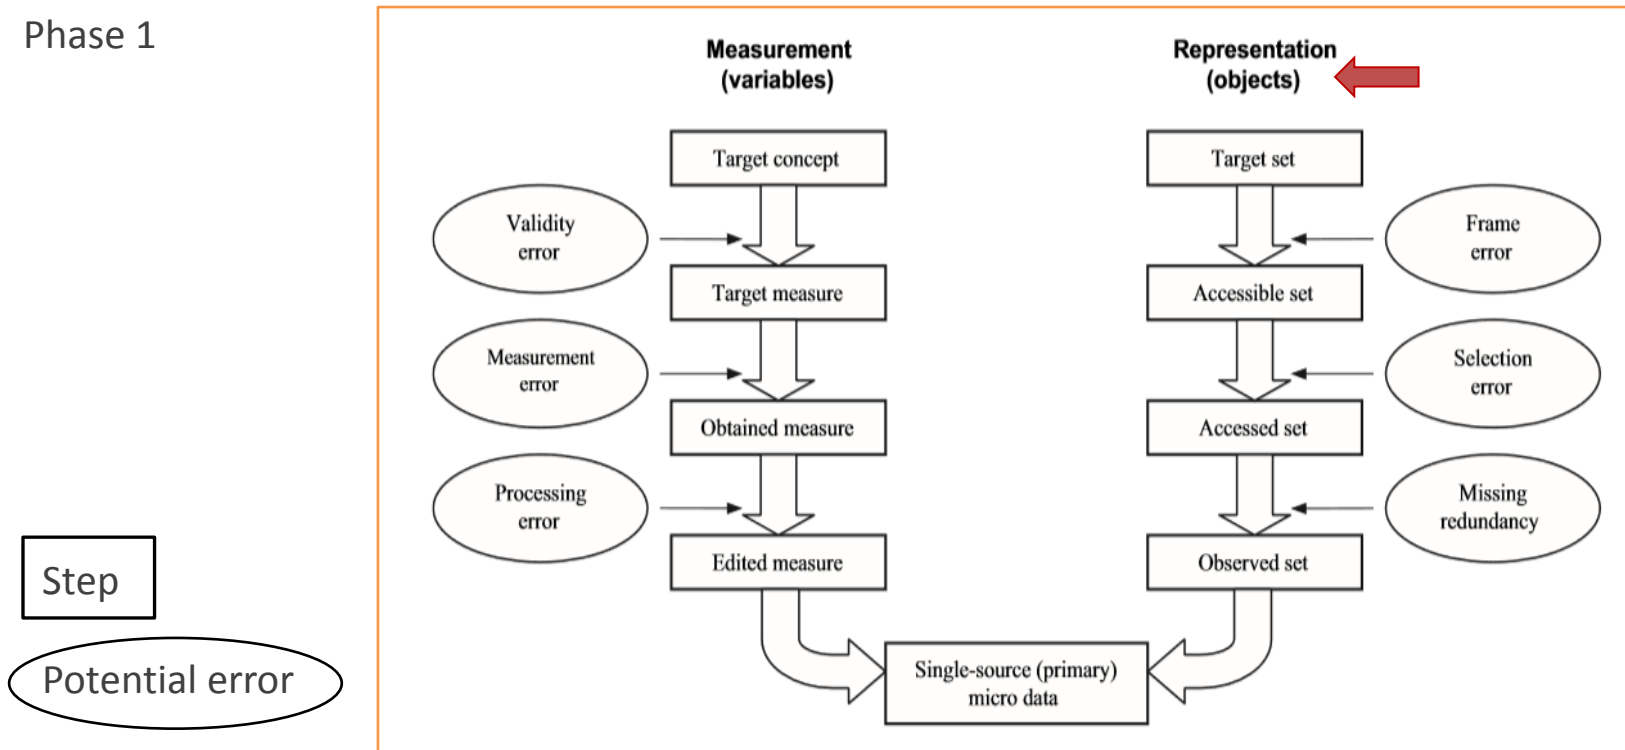 Phase 1
Measurement
(variables)
Representation
(objects)
Target concept
Target set
Validity
error
Frame
error
Target measure
Accessible set
Measurement
error
Selection
error
Obtained measure
Accessed set
Processing
error
Missing
redundancy
Edited measure
Observed set
Step
Potential error
Single-source (primary)
micro data